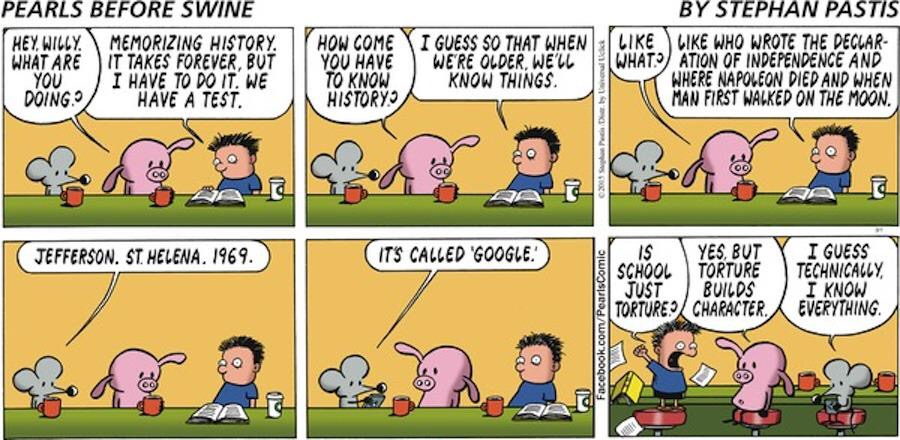 PEARLS BEFORE SWINE
BY STEPHAN PASTIS
HEY, WILLY.
WHAT ARE
YOU
DOING?
MEMORIZING HISTORY.
IT TAKES FOREVER, BUT
I HAVE TO DO IT. WE
HAVE A TEST.
HOW COME
YOU HAVE
TO KNOW
HISTORY?
I GUESS SO THAT WHEN
WE'RE OLDER, WE'LL
KNOW THINGS.
©2015 Stephan Pastis /Distr. by Universal Uclick
LIKE
WHAT?
LIKE WHO WROTE THE DECLAR-
ATION OF INDEPENDENCE AND
WHERE NAPOLEON DIED AND WHEN
MAN FIRST WALKED ON THE MOON.
JEFFERSON. ST. HELENA. 1969.
IT'S CALLED 'GOOGLE.'
Facebook.com/PearlsComic
IS
SCHOOL
JUST
TORTURE?
YES, BUT
TORTURE
BUILDS
CHARACTER.
I GUESS
TECHNICALLY,
I KNOW
EVERYTHING.